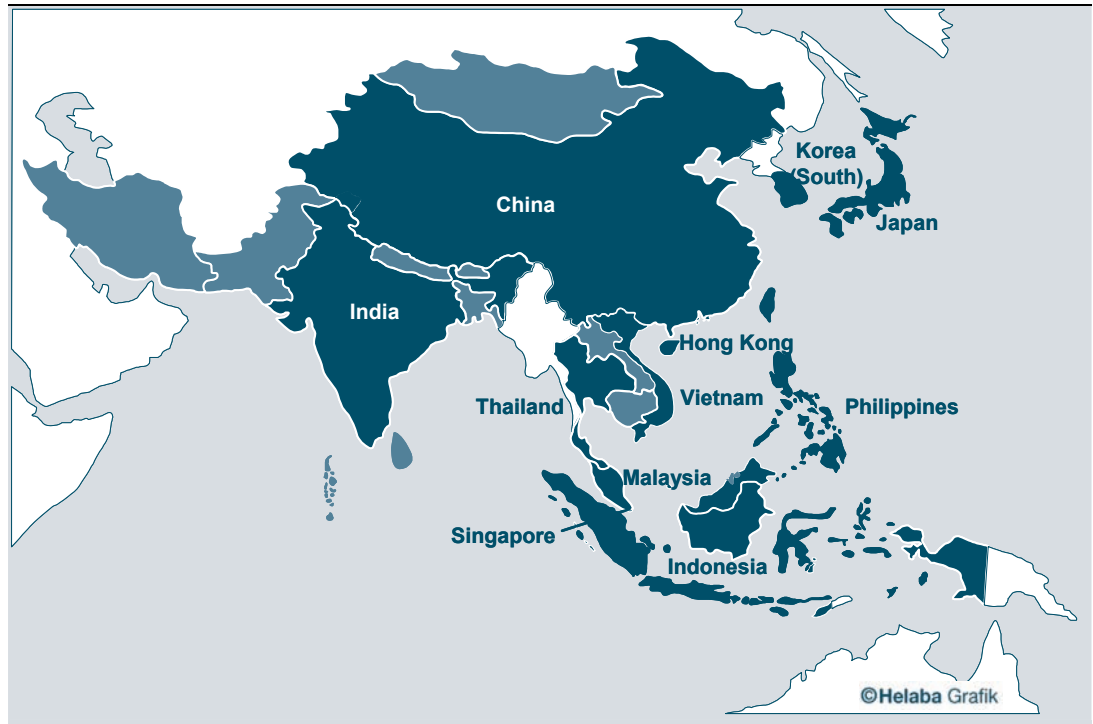 Korea
(South)
China
Japan
India
Hong Kong
Vietnam
Thailand
Philippines
Malaysia
Singapore
Indonesia
©Helaba Grafik